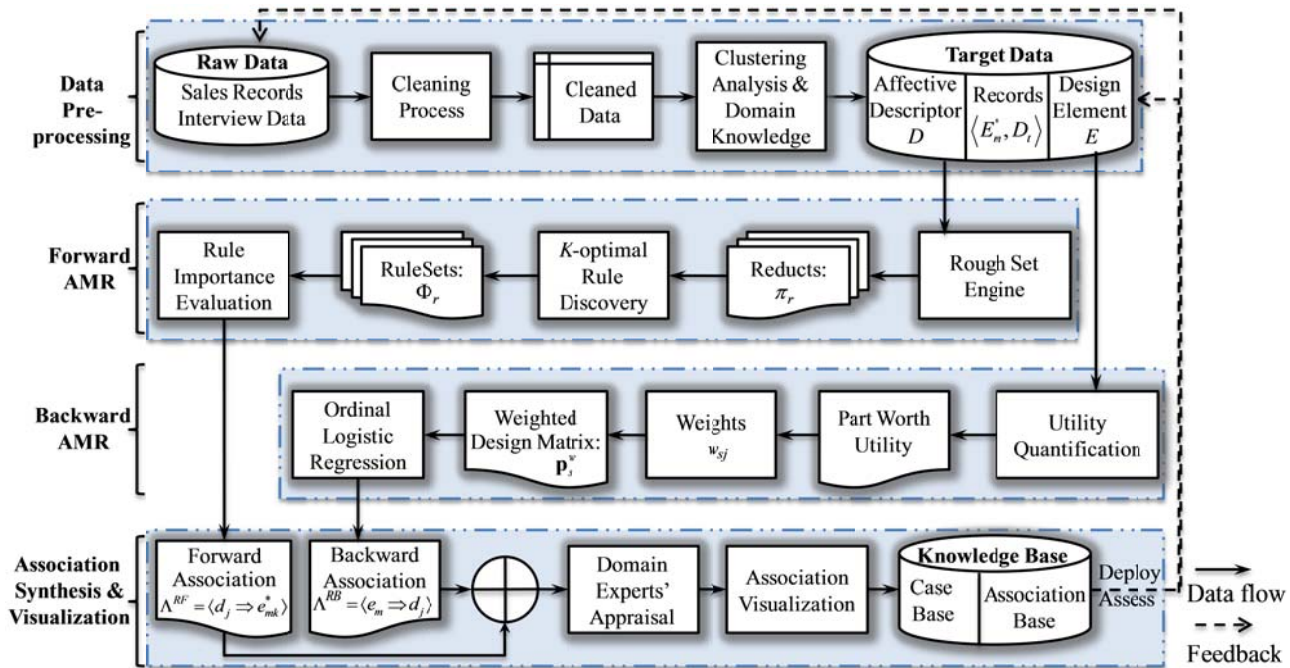 Data
Pre-
processing
Raw Data
Sales Records
Interview Data
Cleaning
Process
Cleaned
Data
Clustering
Analysis &
Domain
Knowledge
Target Data
Affective
Descriptor
D
Records
⟨E*m, Dt⟩
Design
Element
E
Forward
AMR
Rule
Importance
Evaluation
RuleSets:
Φr
K-optimal
Rule
Discovery
Reducts:
πr
Rough Set
Engine
Backward
AMR
Ordinal
Logistic
Regression
Weighted
Design Matrix:
p_s^w
Weights
wsj
Part Worth
Utility
Utility
Quantification
Association
Synthesis &
Visualization
Forward
Association
Λ^RF = ⟨dj ⇒ e*mk⟩
Backward
Association
Λ^RB = ⟨em ⇒ dj⟩
Domain
Experts'
Appraisal
Association
Visualization
Knowledge Base
Case
Base
Association
Base
Deploy
Assess
Data flow
Feedback